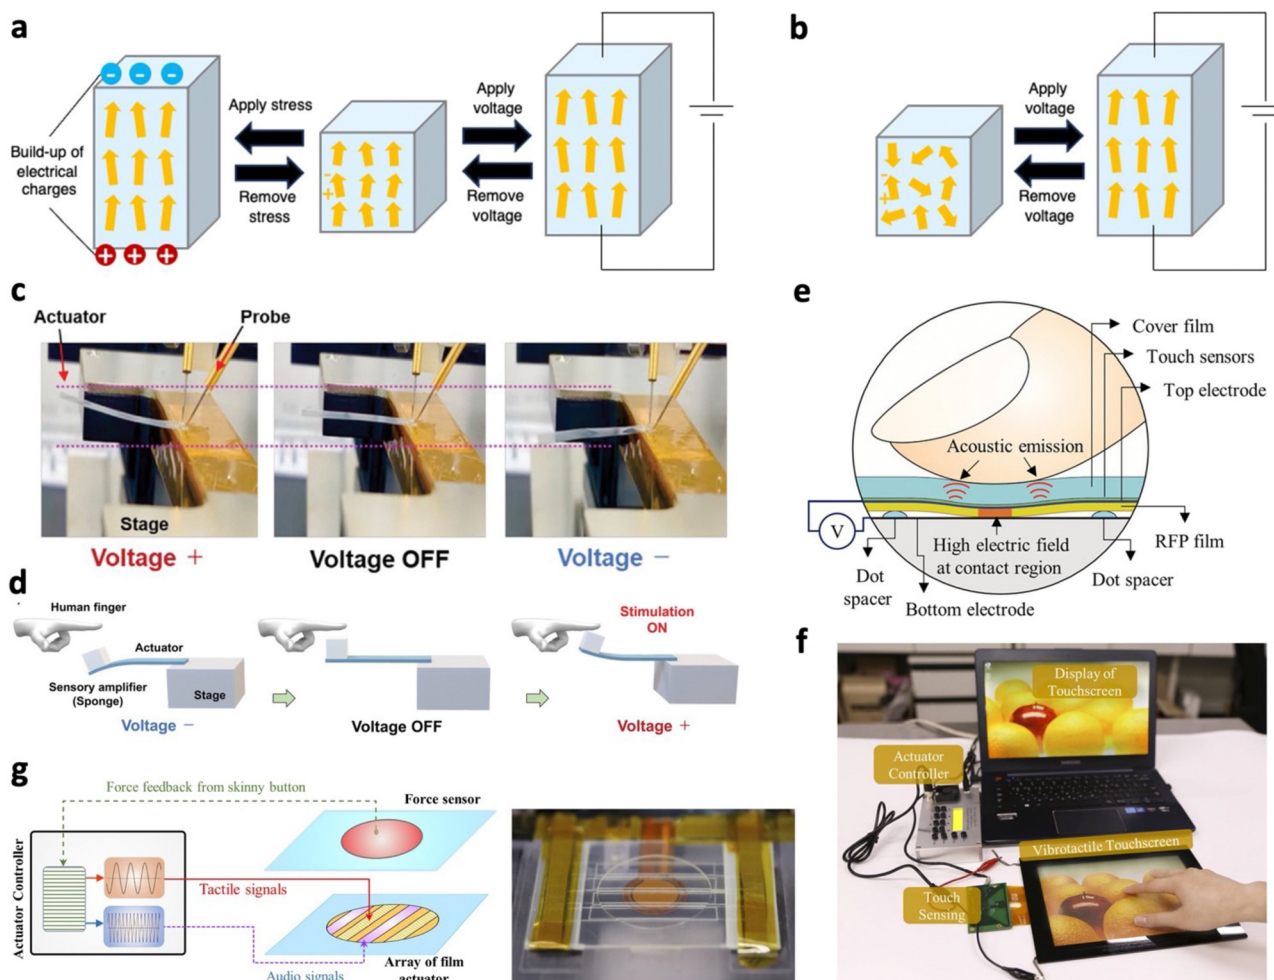 a
Build-up of
electrical
charges
- - -
+ + +
Apply stress
Remove
stress
-
+
Apply
voltage
Remove
voltage
b
-
+
Apply
voltage
Remove
voltage
c
Actuator
Probe
Stage
Voltage +
Voltage OFF
Voltage −
d
Human finger
Actuator
Sensory amplifier
(Sponge)
Stage
Voltage −
Voltage OFF
Stimulation
ON
Voltage +
e
Cover film
Touch sensors
Top electrode
Acoustic emission
V
High electric field
at contact region
RFP film
Dot
spacer
Dot spacer
Bottom electrode
f
Display of
Touchscreen
Actuator
Controller
Vibrotactile Touchscreen
Touch
Sensing
g
Force feedback from skinny button
Force sensor
Actuator Controller
Tactile signals
Array of film
actuator
Audio signals